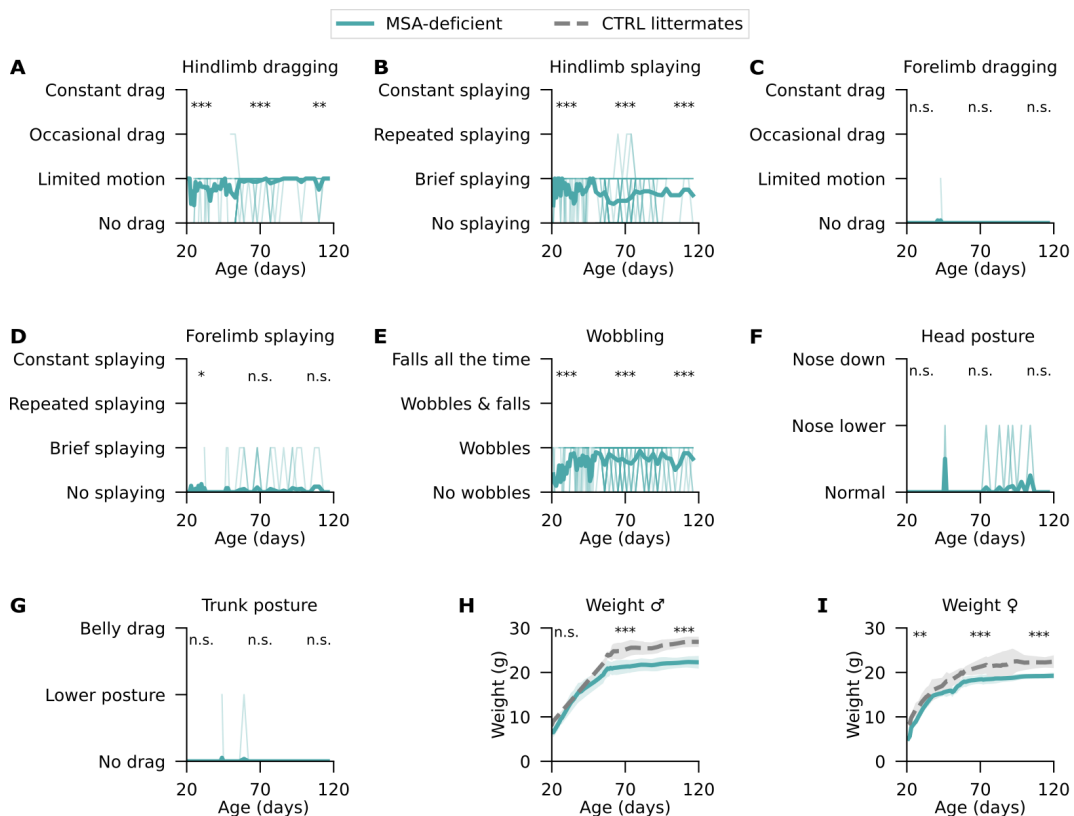 MSA-deficient CTRL littermates
A Hindlimb dragging
Constant drag
Occasional drag
Limited motion
No drag
*** *** **
20 70 120
Age (days)
B Hindlimb splaying
Constant splaying
Repeated splaying
Brief splaying
No splaying
*** *** ***
20 70 120
Age (days)
C Forelimb dragging
Constant drag
Occasional drag
Limited motion
No drag
n.s. n.s. n.s.
20 70 120
Age (days)
D Forelimb splaying
Constant splaying
Repeated splaying
Brief splaying
No splaying
* n.s. n.s.
20 70 120
Age (days)
E Wobbling
Falls all the time
Wobbles & falls
Wobbles
No wobbles
*** *** ***
20 70 120
Age (days)
F Head posture
Nose down
Nose lower
Normal
n.s. n.s. n.s.
20 70 120
Age (days)
G Trunk posture
Belly drag
Lower posture
No drag
n.s. n.s. n.s.
20 70 120
Age (days)
H Weight ♂
Weight (g)
30
20
10
0
n.s. *** ***
20 70 120
Age (days)
I Weight ♀
Weight (g)
30
20
10
0
** *** ***
20 70 120
Age (days)